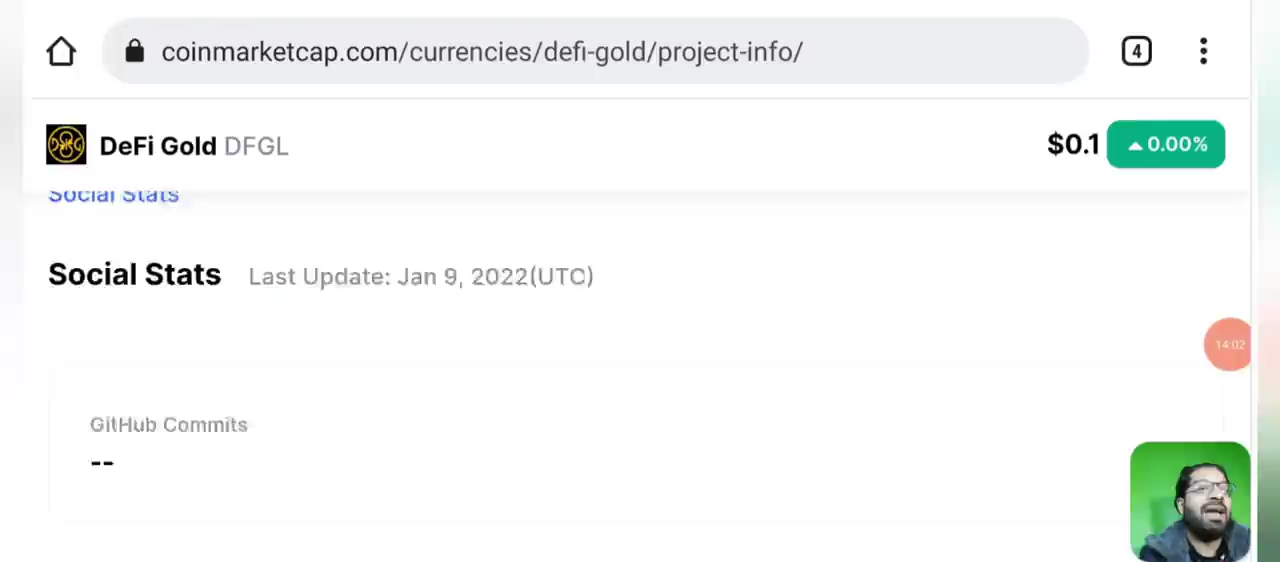 coinmarketcap.com/currencies/defi-gold/project-info/
4
DeFi Gold DFGL
$0.1
0.00%
Social Stats
Social Stats Last Update: Jan 9, 2022(UTC)
14:02
GitHub Commits
--